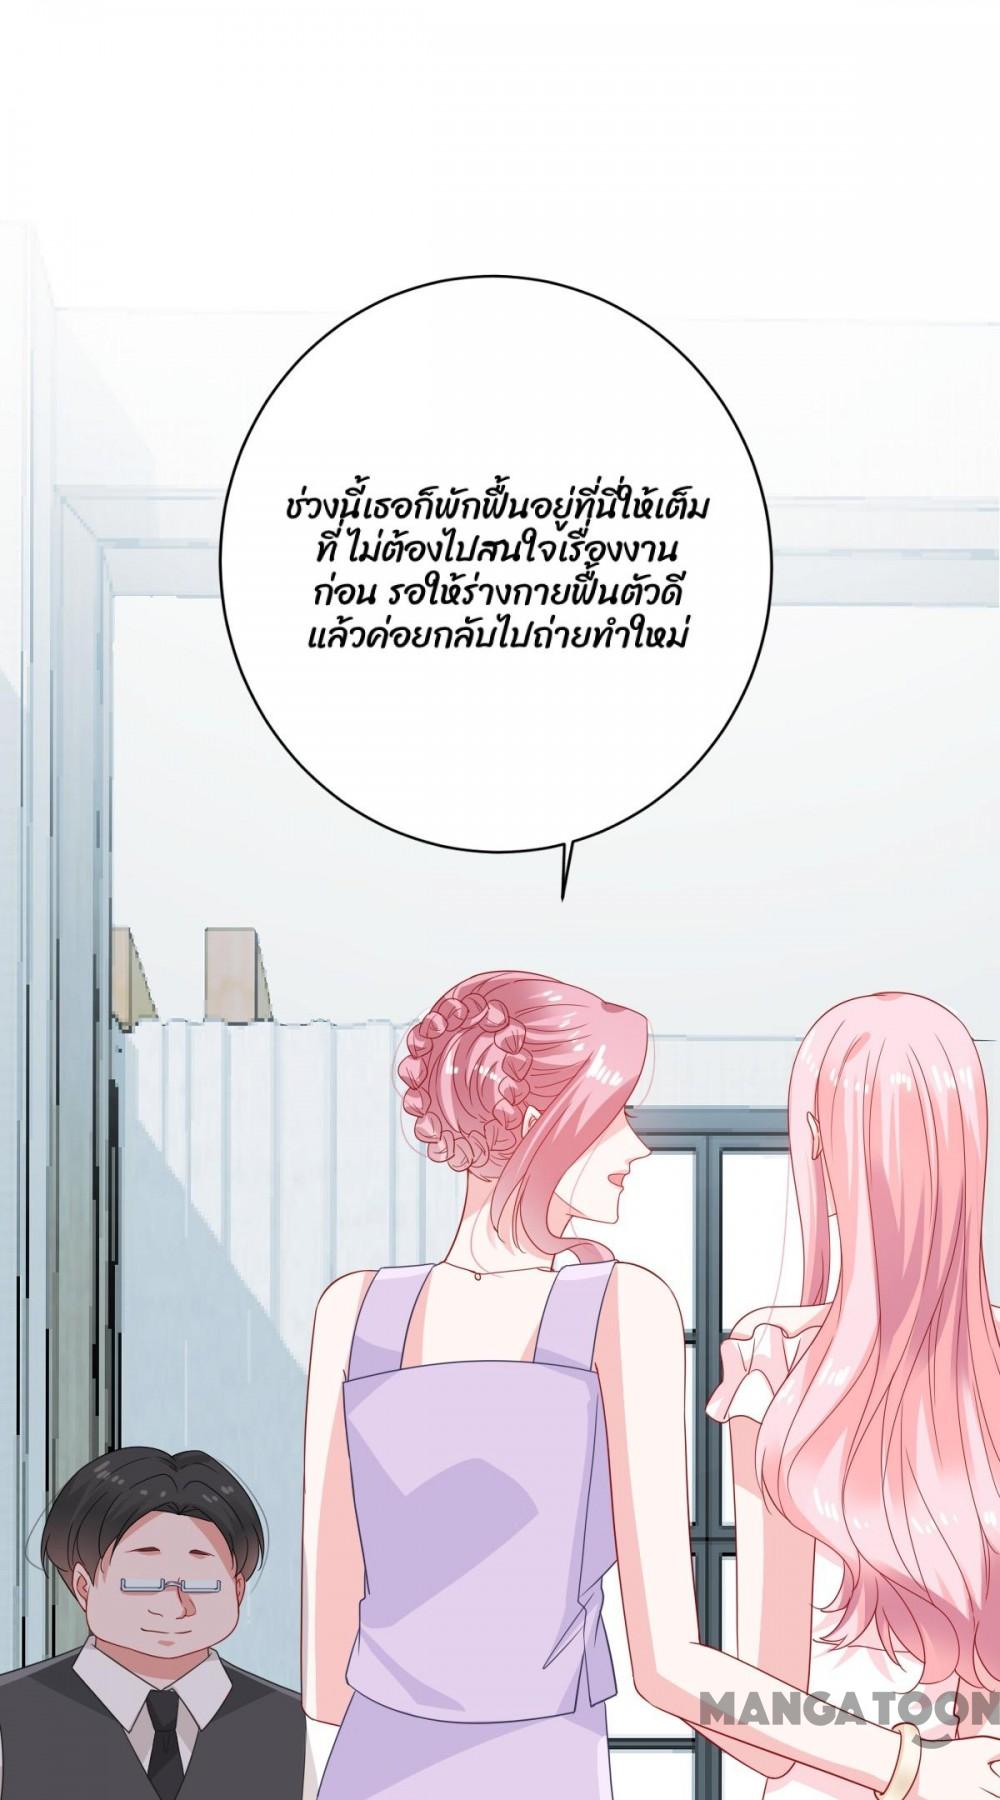 ช่วงนี้เธอก็พักฟื้นอยู่ที่นี่ให้เต็ม
ที่ ไม่ต้องไปสนใจเรื่องงาน
ก่อน รอให้ร่างกายฟื้นตัวดี
แล้วค่อยกลับไปถ่ายทำใหม่
MANGATOON